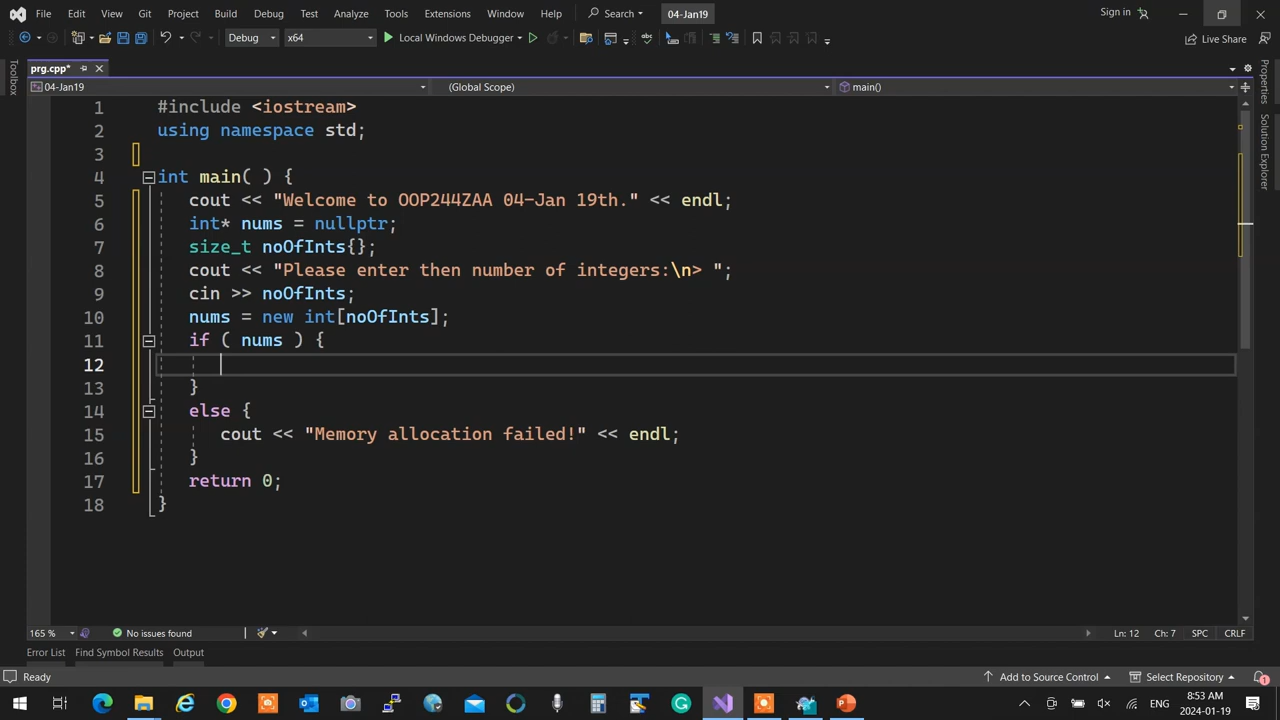 File Edit View Git Project Build Debug Test Analyze Tools Extensions Window Help Search 04-Jan19 Sign in
Debug x64 Local Windows Debugger Live Share
prg.cpp*
04-Jan19 (Global Scope) main()
Toolbox
Properties
Solution Explorer
1 #include <iostream>
2 using namespace std;
3
4 int main( ) {
5 cout << "Welcome to OOP244ZAA 04-Jan 19th." << endl;
6 int* nums = nullptr;
7 size_t noOfInts{};
8 cout << "Please enter then number of integers:\n> ";
9 cin >> noOfInts;
10 nums = new int[noOfInts];
11 if ( nums ) {
12
13 }
14 else {
15 cout << "Memory allocation failed!" << endl;
16 }
17 return 0;
18 }
165 % No issues found Ln: 12 Ch: 7 SPC CRLF
Error List Find Symbol Results Output
Ready Add to Source Control Select Repository 1
ENG 8:53 AM
2024-01-19